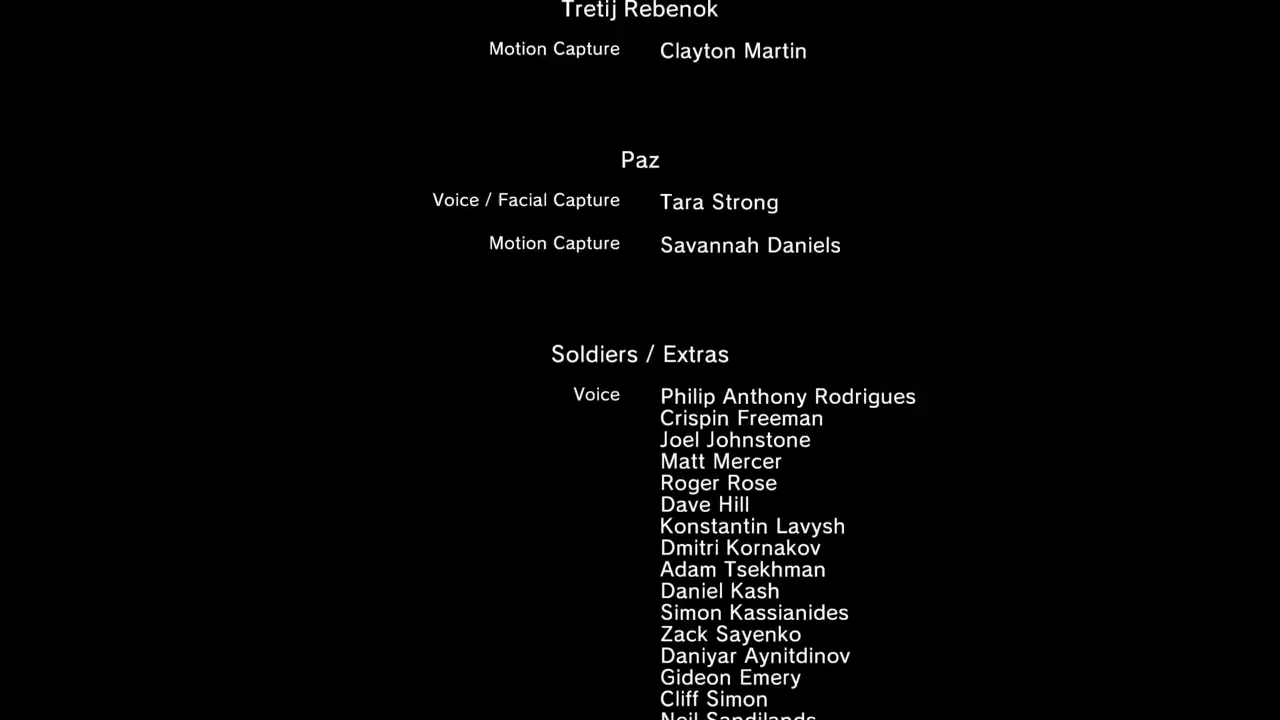 Tretij Rebenok
Motion Capture Clayton Martin
Paz
Voice / Facial Capture Tara Strong
Motion Capture Savannah Daniels
Soldiers / Extras
Voice Philip Anthony Rodrigues
Crispin Freeman
Joel Johnstone
Matt Mercer
Roger Rose
Dave Hill
Konstantin Lavysh
Dmitri Kornakov
Adam Tsekhman
Daniel Kash
Simon Kassianides
Zack Sayenko
Daniyar Aynitdinov
Gideon Emery
Cliff Simon
Neil Sandilands